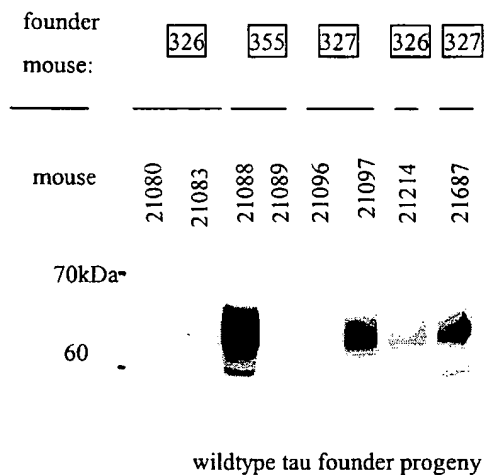 founder
mouse: 326 355 327 326 327
mouse 21080 21083 21088 21089 21096 21097 21214 21687
70kDa
60
wildtype tau founder progeny